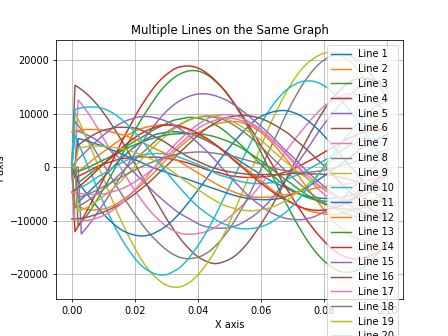 Multiple Lines on the Same Graph
20000
10000
0
-10000
-20000
0.00
0.02
0.04
0.06
X axis
Line 1
Line 2
Line 3
Line 4
Line 5
Line 6
Line 7
Line 8
Line 9
Line 10
Line 11
Line 12
Line 13
Line 14
Line 15
Line 16
Line 17
Line 18
Line 19